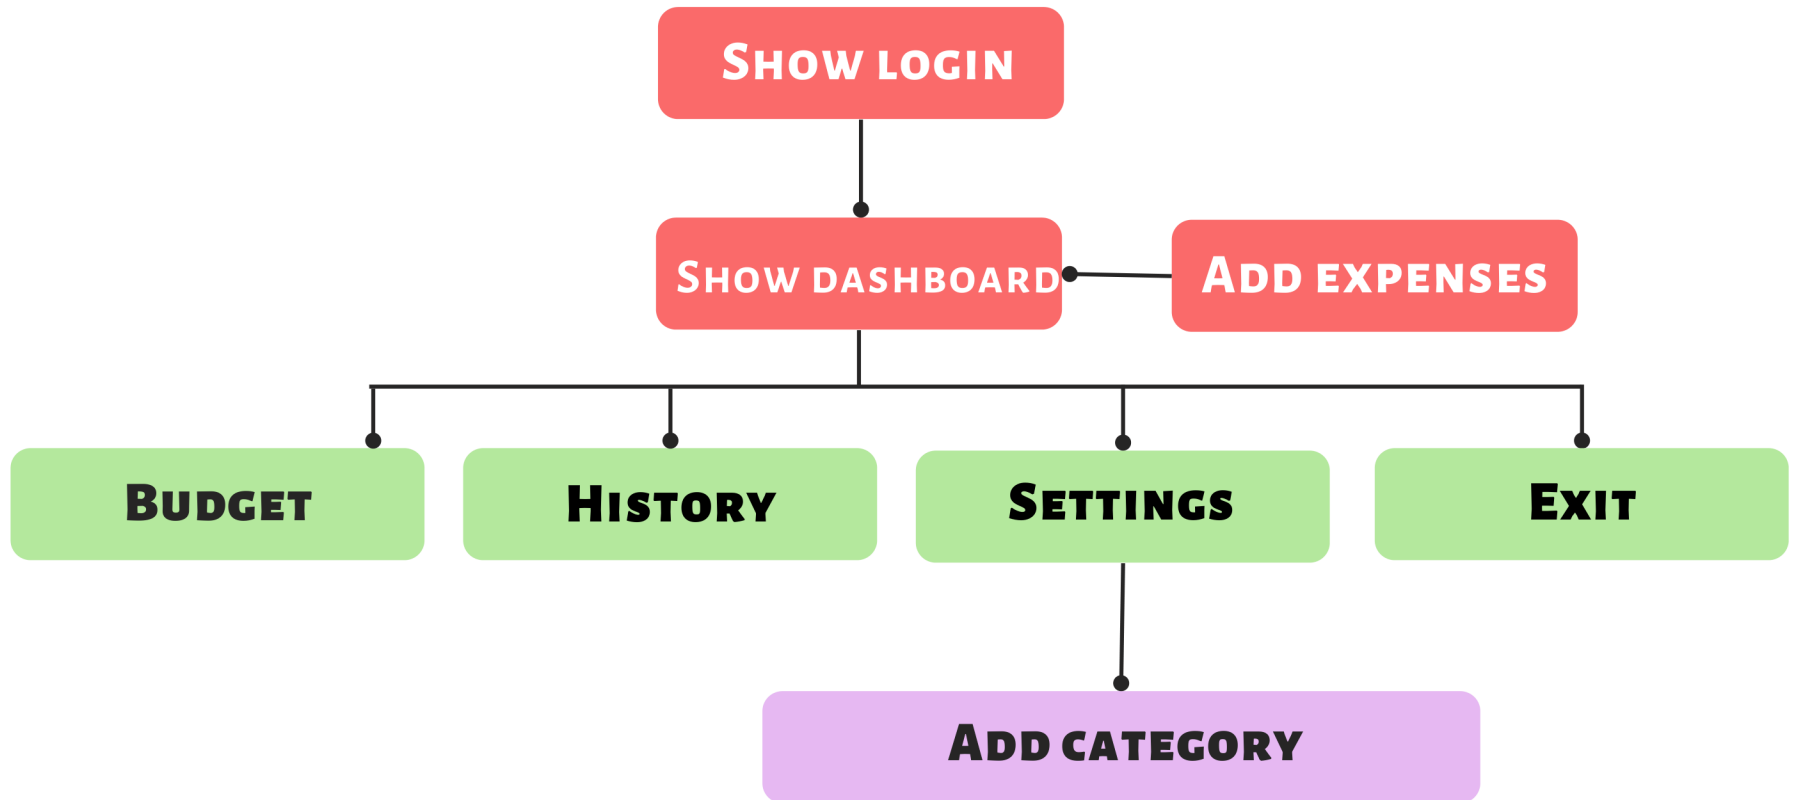 Show login
Show dashboard
Add expenses
Budget
History
Settings
Exit
Add category